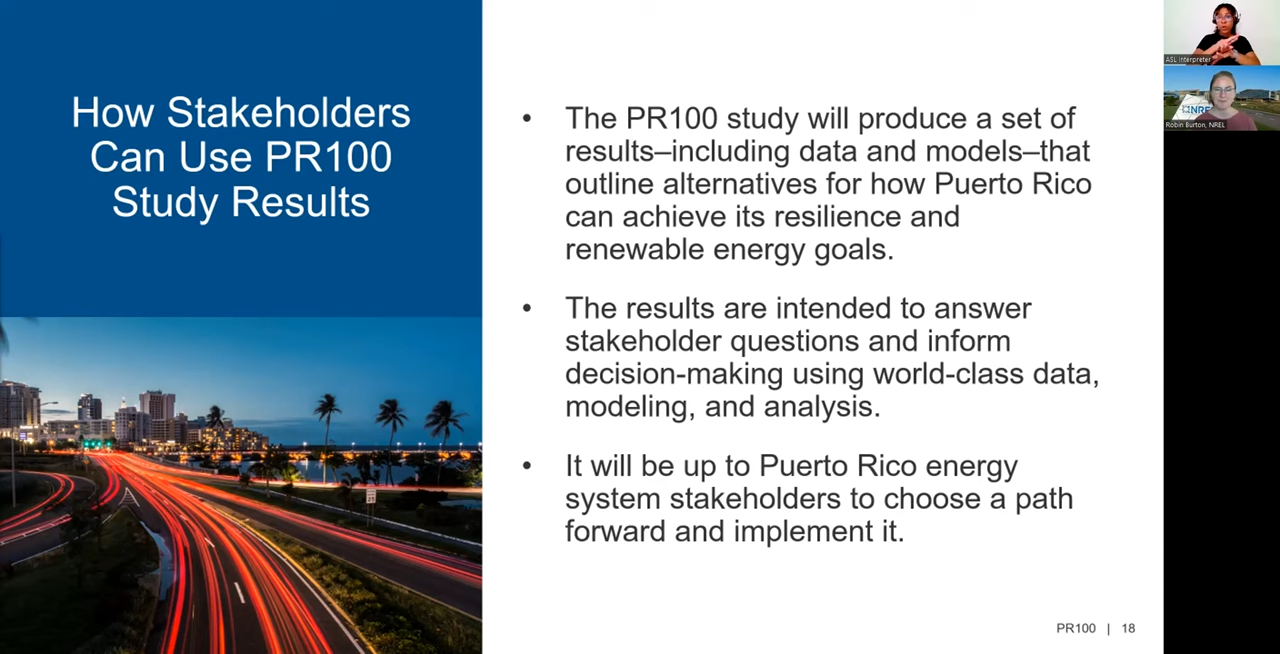 How Stakeholders
Can Use PR100
Study Results
• The PR100 study will produce a set of
results–including data and models–that
outline alternatives for how Puerto Rico
can achieve its resilience and
renewable energy goals.
• The results are intended to answer
stakeholder questions and inform
decision-making using world-class data,
modeling, and analysis.
• It will be up to Puerto Rico energy
system stakeholders to choose a path
forward and implement it.
PR100 | 18
ASL Interpreter
Robin Burton, NREL